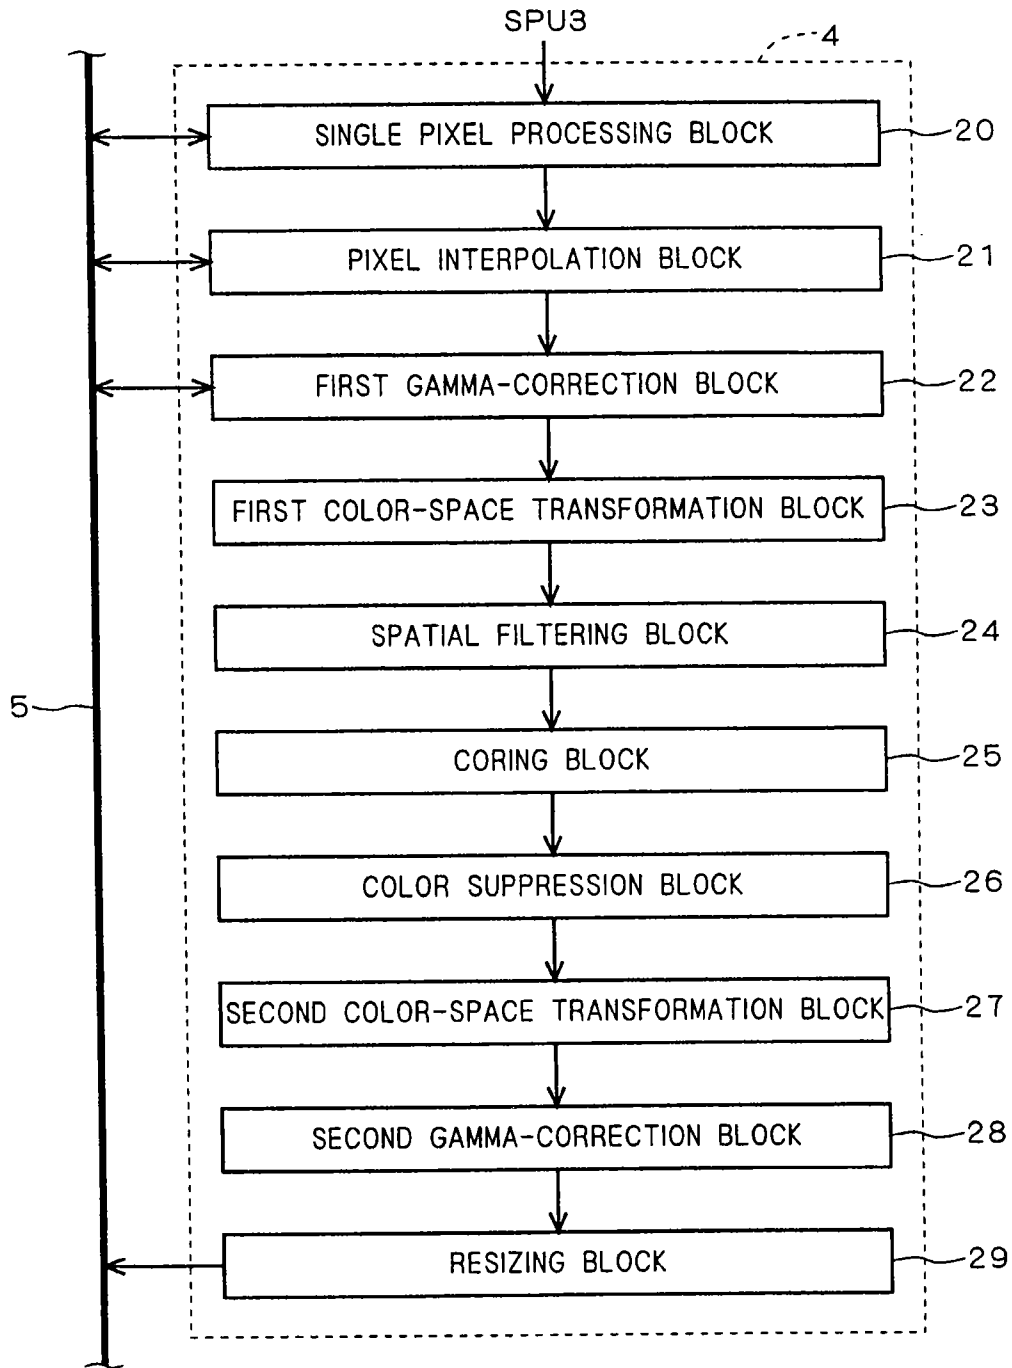 SPU3
4
SINGLE PIXEL PROCESSING BLOCK 20
PIXEL INTERPOLATION BLOCK 21
FIRST GAMMA-CORRECTION BLOCK 22
FIRST COLOR-SPACE TRANSFORMATION BLOCK 23
SPATIAL FILTERING BLOCK 24
5
CORING BLOCK 25
COLOR SUPPRESSION BLOCK 26
SECOND COLOR-SPACE TRANSFORMATION BLOCK 27
SECOND GAMMA-CORRECTION BLOCK 28
RESIZING BLOCK 29